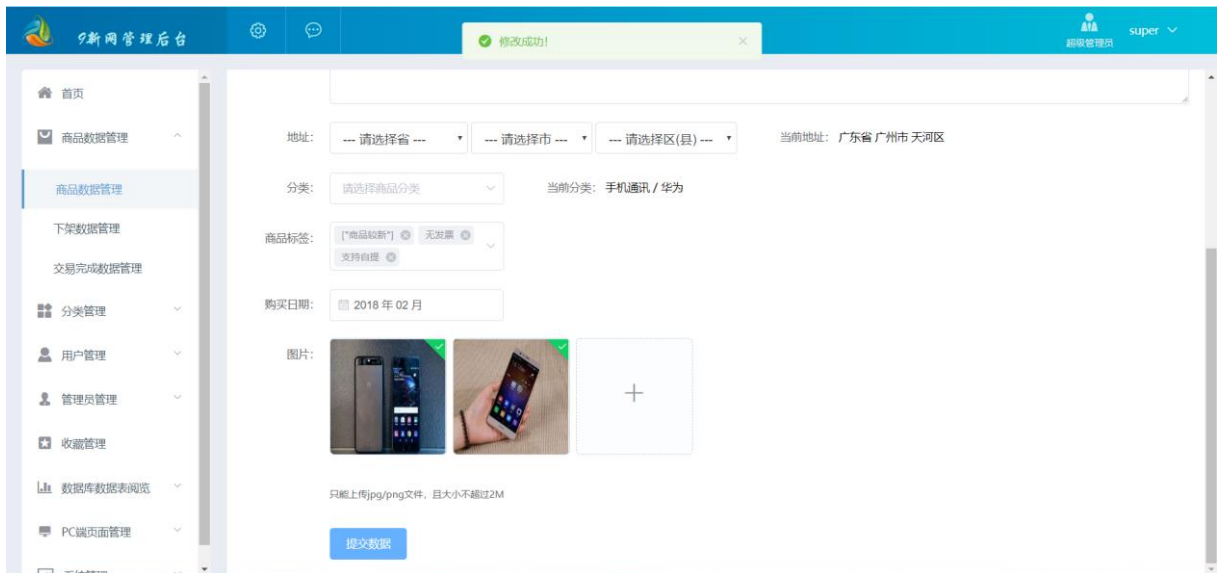 9新网管理后台
修改成功!
超级管理员
super
首页
商品数据管理
商品数据管理
下架数据管理
交易完成数据管理
分类管理
用户管理
管理员管理
收藏管理
数据库数据表阅览
PC端页面管理
地址:
--- 请选择省 ---
--- 请选择市 ---
--- 请选择区(县) ---
当前地址: 广东省 广州市 天河区
分类:
请选择商品分类
当前分类: 手机通讯 / 华为
商品标签:
["商品较新"]
无发票
支持自提
购买日期:
2018 年 02 月
图片:
只能上传jpg/png文件，且大小不超过2M
提交数据